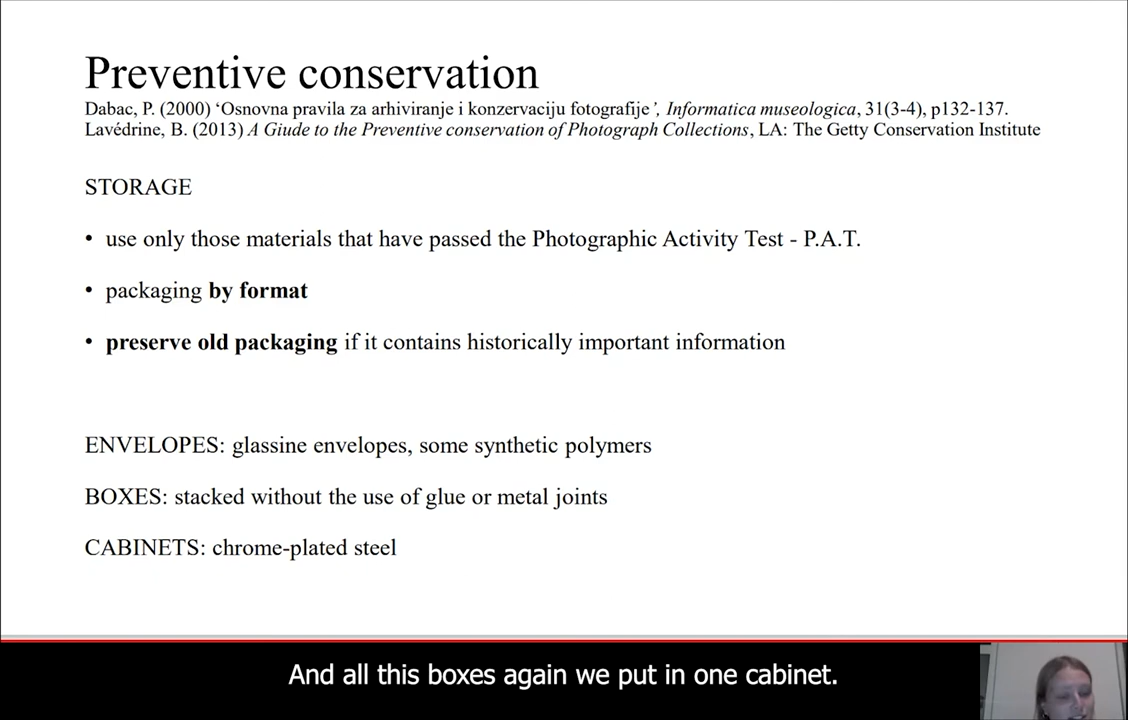 Preventive conservation
Dabac, P. (2000) ‘Osnovna pravila za arhiviranje i konzervaciju fotografije’, Informatica museologica, 31(3-4), p132-137.
Lavédrine, B. (2013) A Giude to the Preventive conservation of Photograph Collections, LA: The Getty Conservation Institute
STORAGE
• use only those materials that have passed the Photographic Activity Test - P.A.T.
• packaging by format
• preserve old packaging if it contains historically important information
ENVELOPES: glassine envelopes, some synthetic polymers
BOXES: stacked without the use of glue or metal joints
CABINETS: chrome-plated steel
And all this boxes again we put in one cabinet.